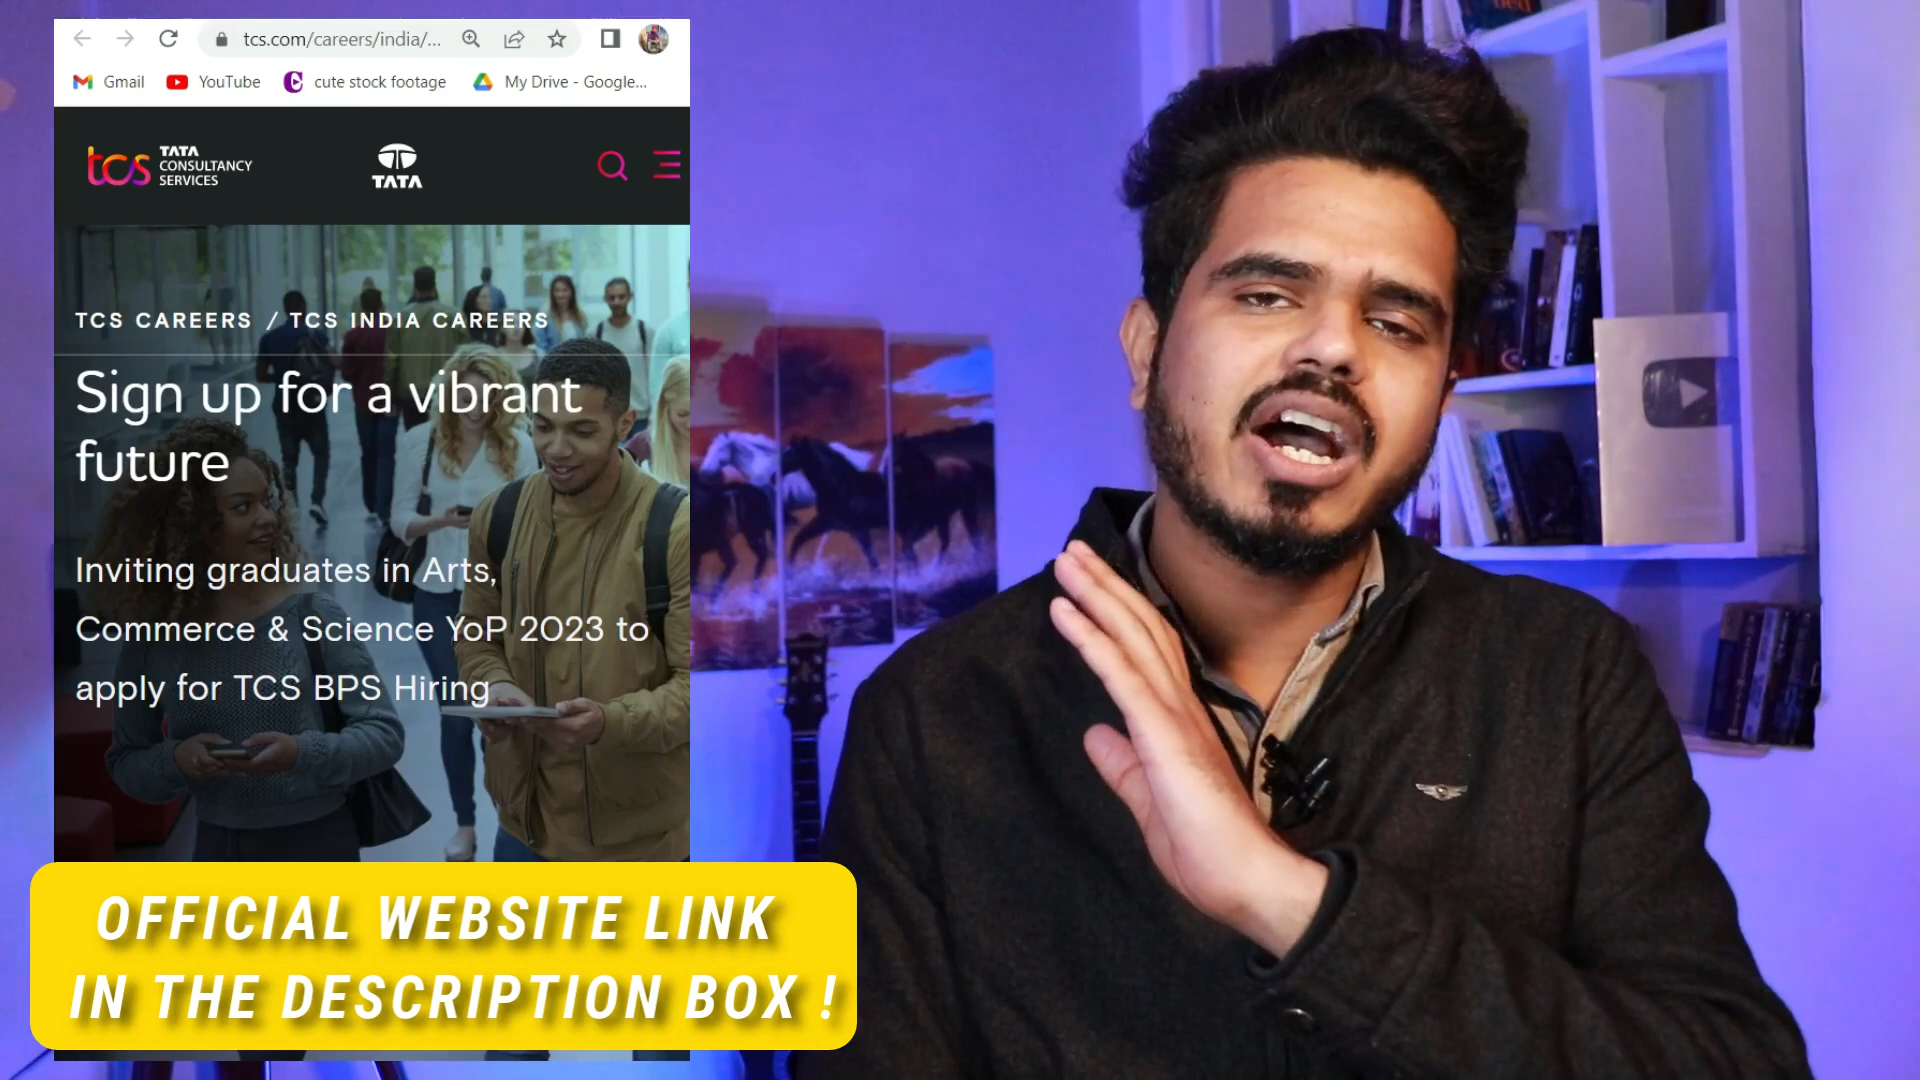 tcs.com/careers/india/...
Gmail YouTube cute stock footage My Drive - Google...
tcs TATA CONSULTANCY SERVICES
TATA
TCS CAREERS / TCS INDIA CAREERS
Sign up for a vibrant
future
Inviting graduates in Arts,
Commerce & Science YoP 2023 to
apply for TCS BPS Hiring
OFFICIAL WEBSITE LINK
IN THE DESCRIPTION BOX !